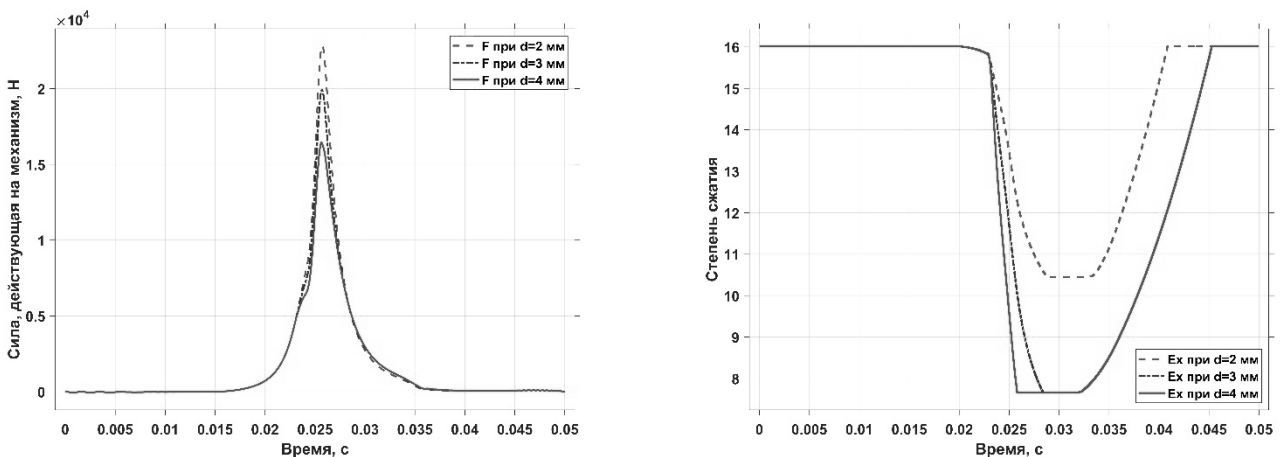 ×10⁴
Сила, действующая на механизм, Н
2
1.5
1
0.5
0
F при d=2 мм
F при d=3 мм
F при d=4 мм
0 0.005 0.01 0.015 0.02 0.025 0.03 0.035 0.04 0.045 0.05
Время, с
Степень сжатия
16
15
14
13
12
11
10
9
8
Ex при d=2 мм
Ex при d=3 мм
Ex при d=4 мм
0 0.005 0.01 0.015 0.02 0.025 0.03 0.035 0.04 0.045 0.05
Время, с